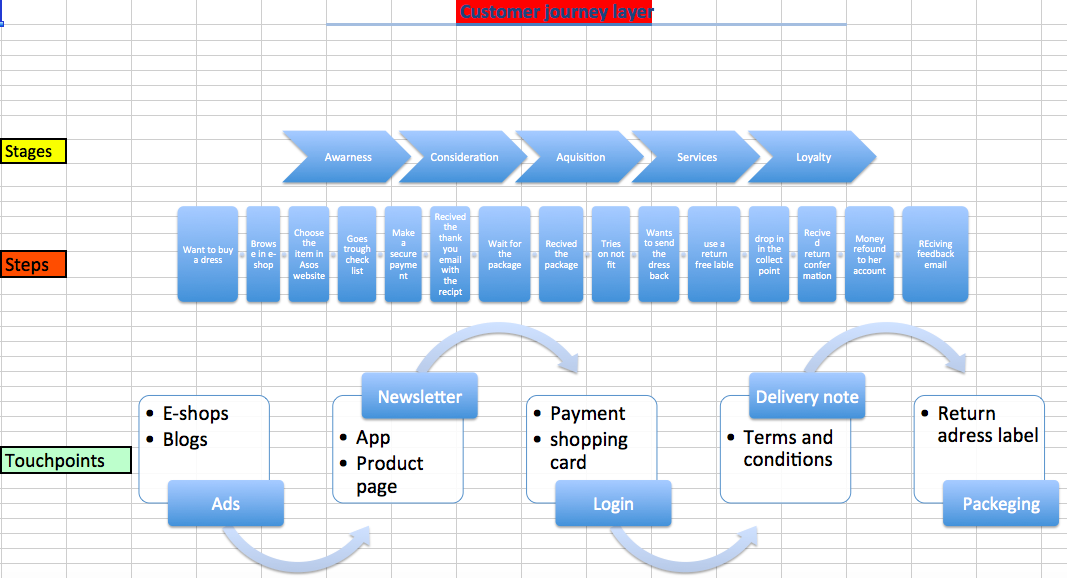 Customer journey layer
Stages
Awarness
Consideration
Aquisition
Services
Loyalty
Steps
Want to buy
a dress
Brows
e in e-
shop
Choose
the
item in
Asos
website
Goes
trough
check
list
Make
a
secure
payme
nt
Recived
the
thank
you
email
with
the
recipt
Wait for
the
package
Recived
the
package
Tries
on not
fit
Wants
to send
the
dress
back
use a
return
free lable
drop in
in the
collect
point
Recive
d
return
confer
mation
Money
refound
to her
account
REciving
feedback
email
Touchpoints
• E-shops
• Blogs
Ads
Newsletter
• App
• Product
page
• Payment
• shopping
card
Login
Delivery note
• Terms and
conditions
• Return
adress label
Packeging